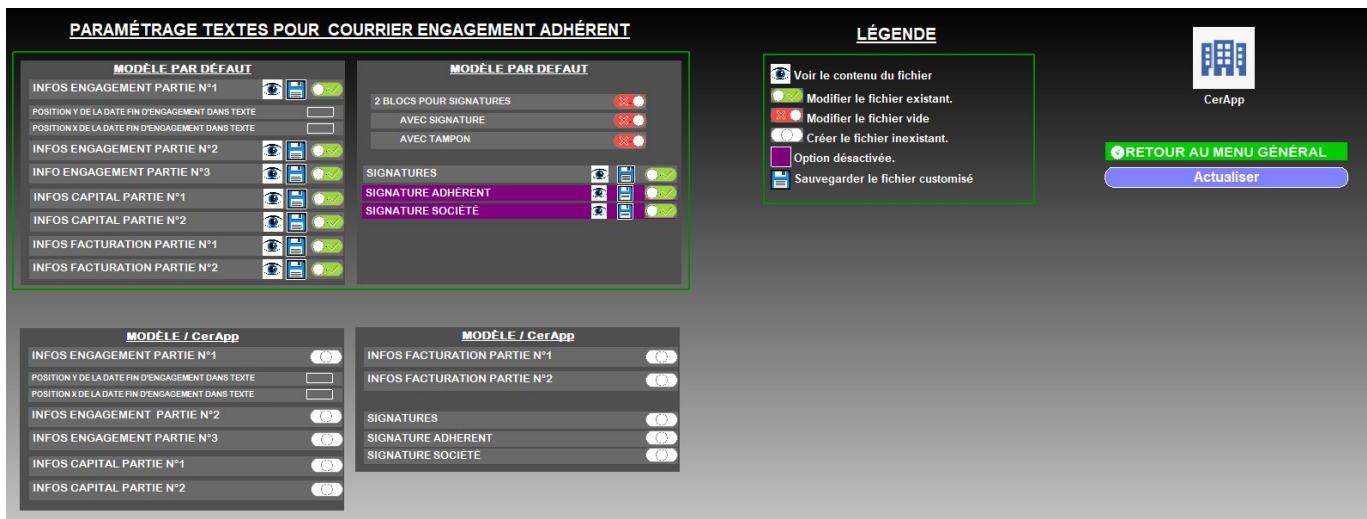 PARAMÉTRAGE TEXTES POUR COURRIER ENGAGEMENT ADHÉRENT
MODÈLE PAR DÉFAUT
INFOS ENGAGEMENT PARTIE N°1
POSITION Y DE LA DATE FIN D'ENGAGEMENT DANS TEXTE
POSITION X DE LA DATE FIN D'ENGAGEMENT DANS TEXTE
INFOS ENGAGEMENT PARTIE N°2
INFO ENGAGEMENT PARTIE N°3
INFOS CAPITAL PARTIE N°1
INFOS CAPITAL PARTIE N°2
INFOS FACTURATION PARTIE N°1
INFOS FACTURATION PARTIE N°2
MODÈLE PAR DEFAUT
2 BLOCS POUR SIGNATURES
AVEC SIGNATURE
AVEC TAMPON
SIGNATURES
SIGNATURE ADHÉRENT
SIGNATURE SOCIÉTÉ
LÉGENDE
Voir le contenu du fichier
Modifier le fichier existant.
Modifier le fichier vide
Créer le fichier inexistant.
Option désactivée.
Sauvegarder le fichier customisé
CerApp
RETOUR AU MENU GÉNÉRAL
Actualiser
MODÈLE / CerApp
INFOS ENGAGEMENT PARTIE N°1
POSITION Y DE LA DATE FIN D'ENGAGEMENT DANS TEXTE
POSITION X DE LA DATE FIN D'ENGAGEMENT DANS TEXTE
INFOS ENGAGEMENT PARTIE N°2
INFOS ENGAGEMENT PARTIE N°3
INFOS CAPITAL PARTIE N°1
INFOS CAPITAL PARTIE N°2
MODÈLE / CerApp
INFOS FACTURATION PARTIE N°1
INFOS FACTURATION PARTIE N°2
SIGNATURES
SIGNATURE ADHERENT
SIGNATURE SOCIÉTÉ